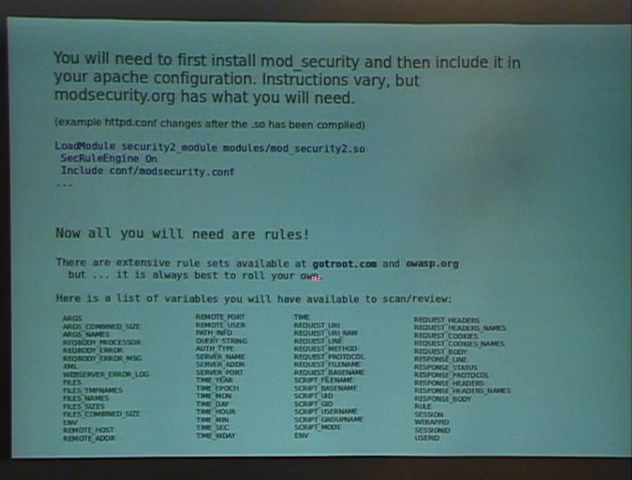 You will need to first install mod_security and then include it in
your apache configuration. Instructions vary, but
modsecurity.org has what you will need.
(example httpd.conf changes after the .so has been compiled)
LoadModule security2_module modules/mod_security2.so
SecRuleEngine On
Include conf/modsecurity.conf
...
Now all you will need are rules!
There are extensive rule sets available at gotroot.com and owasp.org
but ... it is always best to roll your own.
Here is a list of variables you will have available to scan/review:
ARGS
ARGS_COMBINED_SIZE
ARGS_NAMES
REQBODY_PROCESSOR
REQBODY_ERROR
REQBODY_ERROR_MSG
XML
WEBSERVER_ERROR_LOG
FILES
FILES_TMPNAMES
FILES_NAMES
FILES_SIZES
FILES_COMBINED_SIZE
ENV
REMOTE_HOST
REMOTE_ADDR
REMOTE_PORT
REMOTE_USER
PATH_INFO
QUERY_STRING
AUTH_TYPE
SERVER_NAME
SERVER_ADDR
SERVER_PORT
TIME_YEAR
TIME_EPOCH
TIME_MON
TIME_DAY
TIME_HOUR
TIME_MIN
TIME_SEC
TIME_WDAY
TIME
REQUEST_URI
REQUEST_URI_RAW
REQUEST_LINE
REQUEST_METHOD
REQUEST_PROTOCOL
REQUEST_FILENAME
REQUEST_BASENAME
SCRIPT_FILENAME
SCRIPT_BASENAME
SCRIPT_UID
SCRIPT_GID
SCRIPT_USERNAME
SCRIPT_GROUPNAME
SCRIPT_MODE
ENV
REQUEST_HEADERS
REQUEST_HEADERS_NAMES
REQUEST_COOKIES
REQUEST_COOKIES_NAMES
REQUEST_BODY
RESPONSE_LINE
RESPONSE_STATUS
RESPONSE_PROTOCOL
RESPONSE_HEADERS
RESPONSE_HEADERS_NAMES
RESPONSE_BODY
RULE
SESSION
WEBAPPID
SESSIONID
USERID